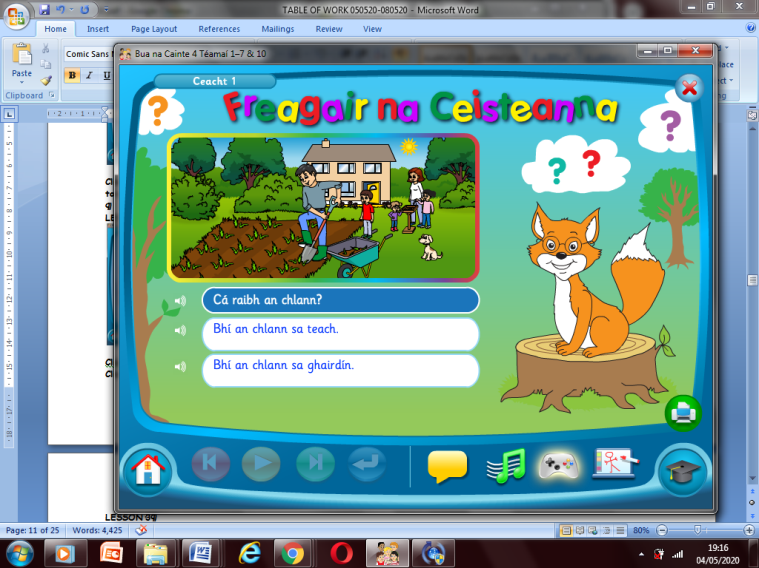 TABLE OF WORK 050520-080520 - Microsoft Word
Home Insert Page Layout References Mailings Review View
Paste
Comic Sans
B I U
Clipboard
Bua na Cainte 4 Téamaí 1–7 & 10
Ceacht 1
Freagair na Ceisteanna
? ? ? ?
Cá raibh an chlann?
Bhí an chlann sa teach.
Bhí an chlann sa ghairdín.
Page: 11 of 25 Words: 4,425 80%
19:16
04/05/2020